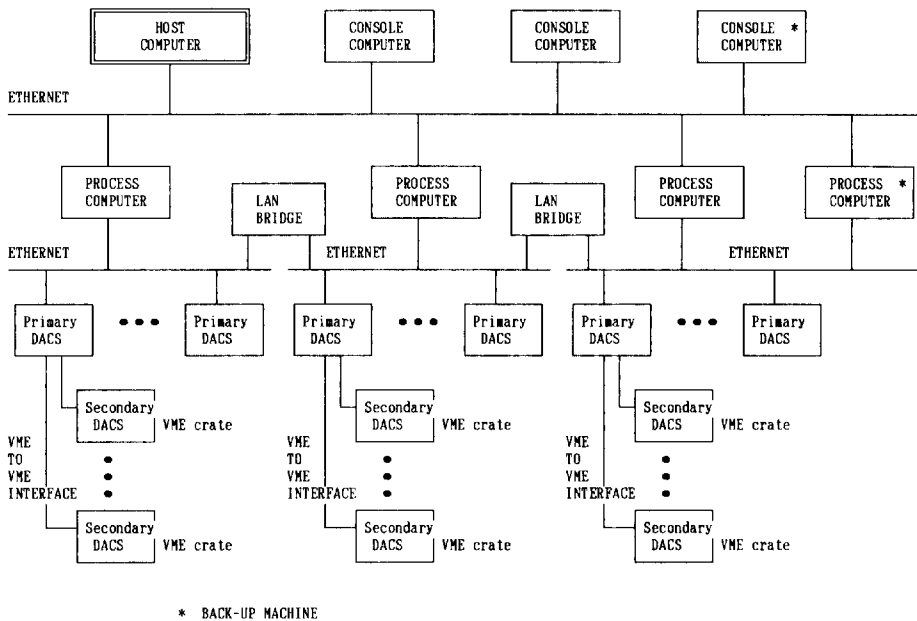 HOST
COMPUTER
CONSOLE
COMPUTER
CONSOLE
COMPUTER
CONSOLE *
COMPUTER
ETHERNET
PROCESS
COMPUTER
LAN
BRIDGE
PROCESS
COMPUTER
LAN
BRIDGE
PROCESS
COMPUTER
PROCESS *
COMPUTER
ETHERNET
ETHERNET
ETHERNET
Primary
DACS
Primary
DACS
Primary
DACS
Primary
DACS
Primary
DACS
Primary
DACS
Secondary
DACS
VME crate
Secondary
DACS
VME crate
Secondary
DACS
VME crate
VME
TO
VME
INTERFACE
VME
TO
VME
INTERFACE
VME
TO
VME
INTERFACE
Secondary
DACS
VME crate
Secondary
DACS
VME crate
Secondary
DACS
VME crate
* BACK-UP MACHINE